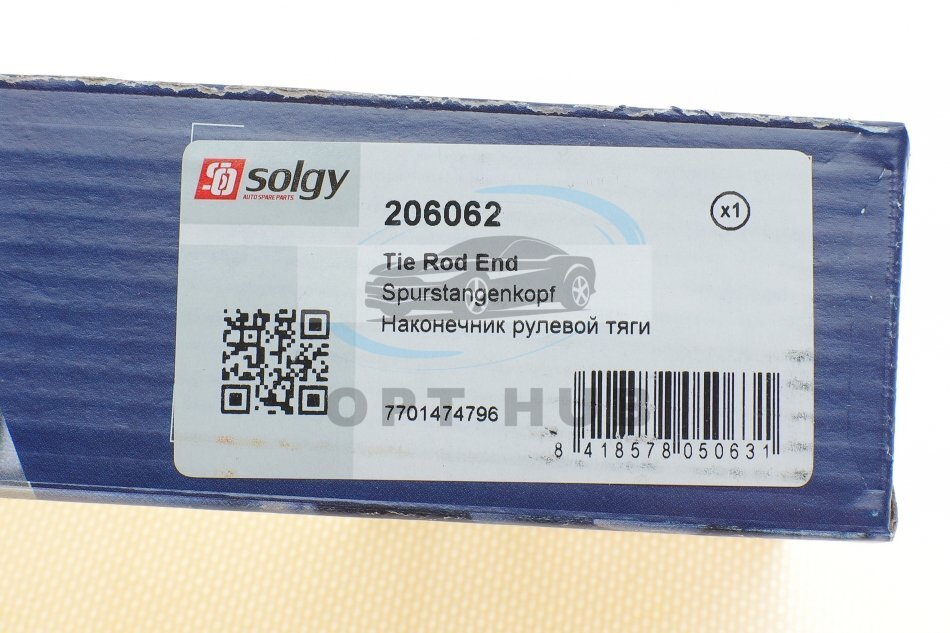 solgy
AUTO SPARE PARTS
206062
x1
Tie Rod End
Spurstangenkopf
Наконечник рулевой тяги
OPT HUB
7701474796
8 418578 050631